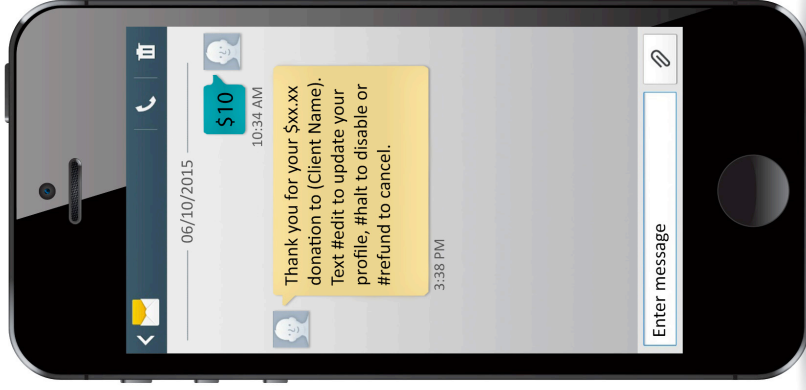 06/10/2015
$10
10:34 AM
Thank you for your $xx.xx
donation to (Client Name).
Text #edit to update your
profile, #halt to disable or
#refund to cancel.
3:38 PM
Enter message